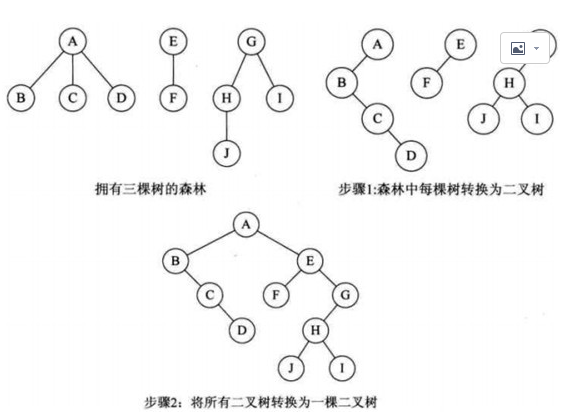 A E G
B C D F H I
J
拥有三棵树的森林
A E
B F H
C J I
D
步骤1:森林中每棵树转换为二叉树
A
B E
C F G
D H
J I
步骤2：将所有二叉树转换为一棵二叉树